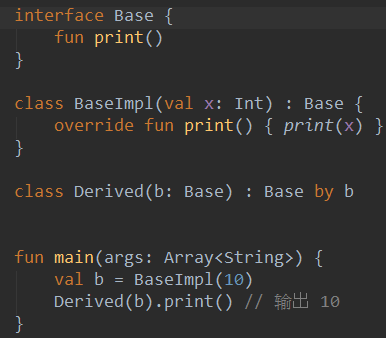 interface Base {
    fun print()
}
class BaseImpl(val x: Int) : Base {
    override fun print() { print(x) }
}
class Derived(b: Base) : Base by b
fun main(args: Array<String>) {
    val b = BaseImpl(10)
    Derived(b).print() // 输出 10
}